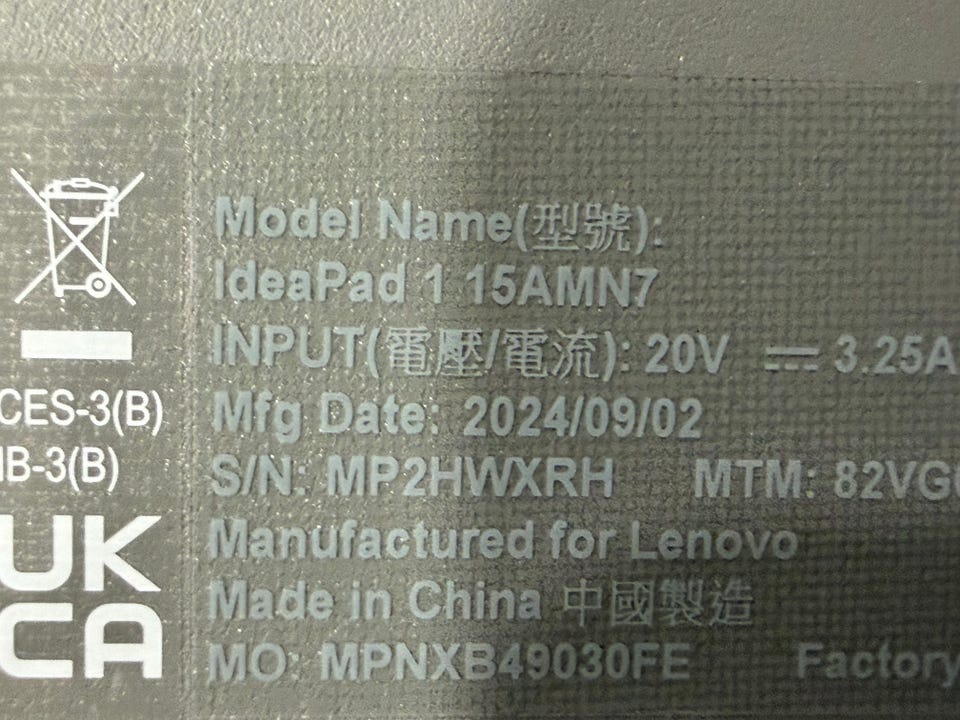 Model Name(型號):
IdeaPad 1 15AMN7
INPUT(電壓/電流): 20V ⎓ 3.25A
CES-3(B)
Mfg Date: 2024/09/02
IB-3(B)
S/N: MP2HWXRH MTM: 82VG
UK
CA
Manufactured for Lenovo
Made in China 中國製造
MO: MPNXB49030FE Factory